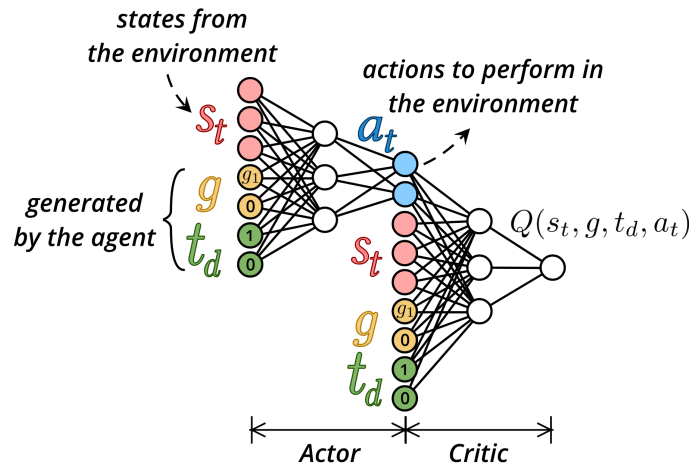 states from
the environment
actions to perform in
the environment
s_t
a_t
g
g_1
0
generated
by the agent
t_d
1
0
Q(s_t, g, t_d, a_t)
s_t
g
g_1
0
t_d
1
0
Actor
Critic